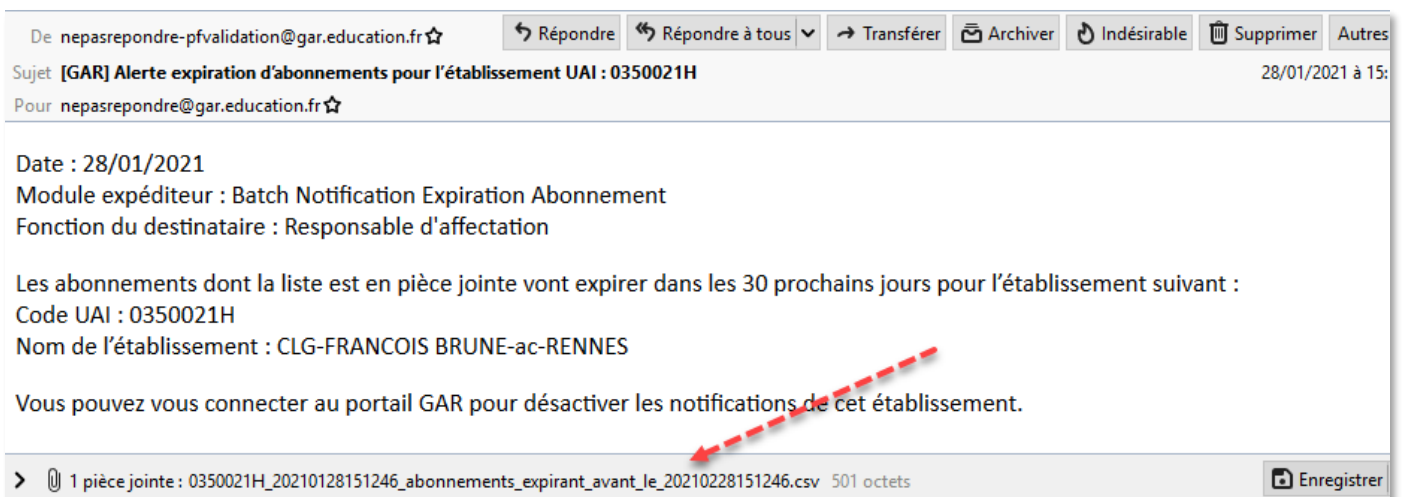 De nepasrepondre-pfvalidation@gar.education.fr Répondre Répondre à tous Transférer Archiver Indésirable Supprimer Autres
Sujet [GAR] Alerte expiration d'abonnements pour l'établissement UAI : 0350021H 28/01/2021 à 15:
Pour nepasrepondre@gar.education.fr
Date : 28/01/2021
Module expéditeur : Batch Notification Expiration Abonnement
Fonction du destinataire : Responsable d'affectation
Les abonnements dont la liste est en pièce jointe vont expirer dans les 30 prochains jours pour l'établissement suivant :
Code UAI : 0350021H
Nom de l'établissement : CLG-FRANCOIS BRUNE-ac-RENNES
Vous pouvez vous connecter au portail GAR pour désactiver les notifications de cet établissement.
1 pièce jointe : 0350021H_20210128151246_abonnements_expirant_avant_le_20210228151246.csv 501 octets Enregistrer